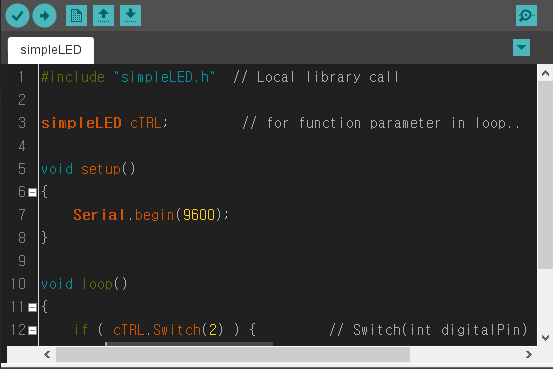 simpleLED
1 #include "simpleLED.h"  // Local library call
2
3 simpleLED cTRL;         // for function parameter in loop..
4
5 void setup()
6 {
7     Serial.begin(9600);
8 }
9
10 void loop()
11 {
12     if ( cTRL.Switch(2) ) {         // Switch(int digitalPin)